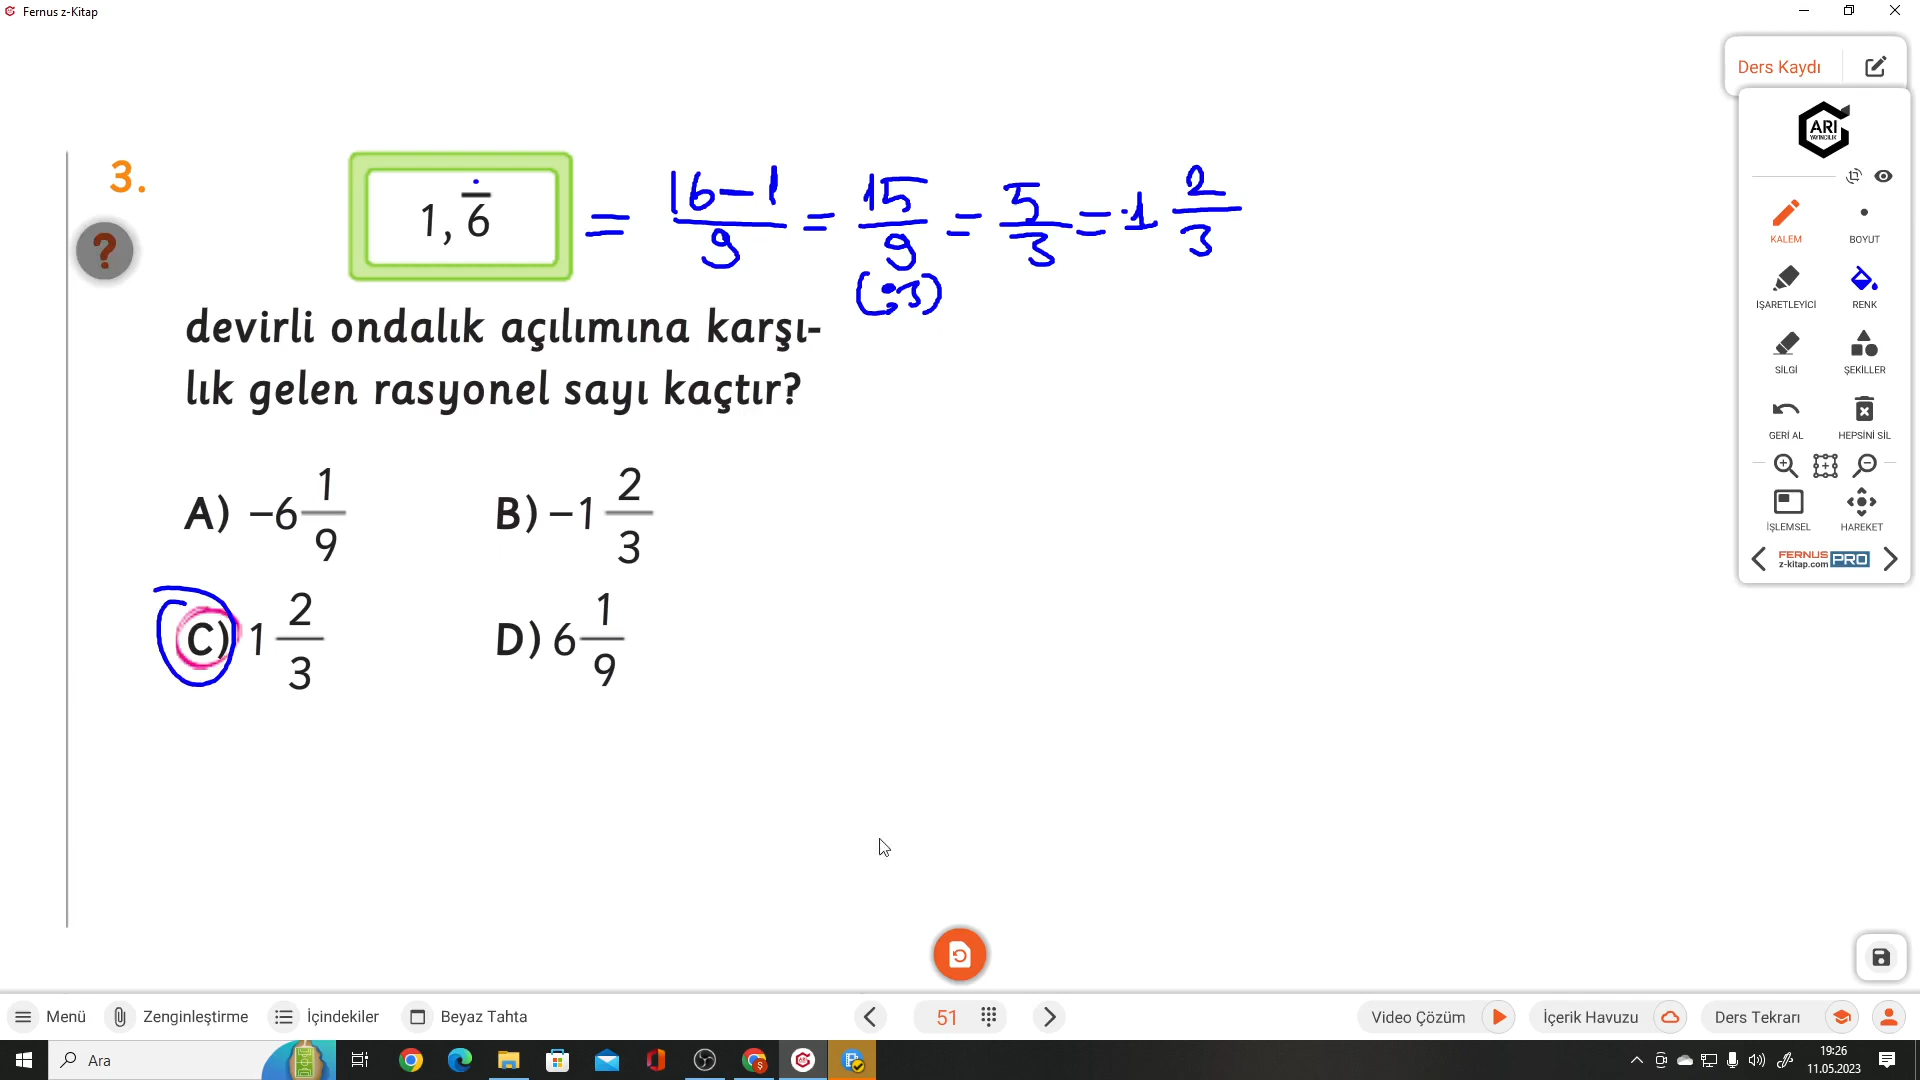 Fernus z-Kitap
Ders Kaydı
ARI
YAYINCILIK
3.
1,6̅ = 16-1/9 = 15/9 = 5/3 = 1 2/3
(:3)
?
devirli ondalık açılımına karşı-
lık gelen rasyonel sayı kaçtır?
A) -6 1/9 B) -1 2/3
C) 1 2/3 D) 6 1/9
KALEM BOYUT
İŞARETLEYİCİ RENK
SİLGİ ŞEKİLLER
GERİ AL HEPSİNİ SİL
İŞLEMSEL HAREKET
FERNUS PRO
z-kitap.com
Menü Zenginleştirme İçindekiler Beyaz Tahta 51 Video Çözüm İçerik Havuzu Ders Tekrarı
Ara
19:26
11.05.2023